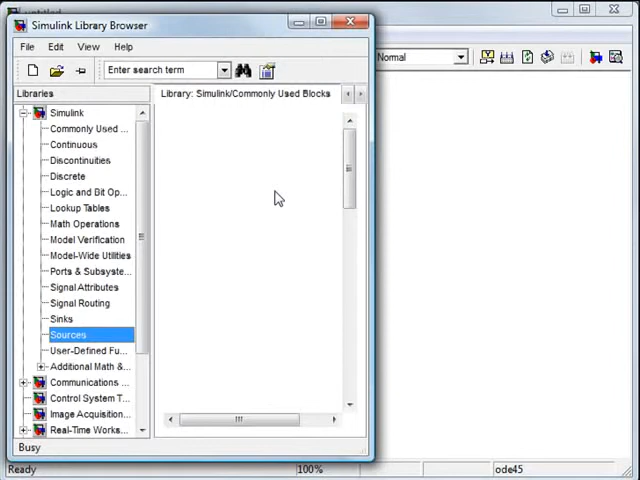 untitled
Simulink Library Browser
File Edit View Help
Enter search term
Normal
Libraries
Library: Simulink/Commonly Used Blocks
Simulink
Commonly Used ...
Continuous
Discontinuities
Discrete
Logic and Bit Op...
Lookup Tables
Math Operations
Model Verification
Model-Wide Utilities
Ports & Subsyste...
Signal Attributes
Signal Routing
Sinks
Sources
User-Defined Fu...
Additional Math &...
Communications ...
Control System T...
Image Acquisition...
Real-Time Works...
Busy
Ready 100% ode45